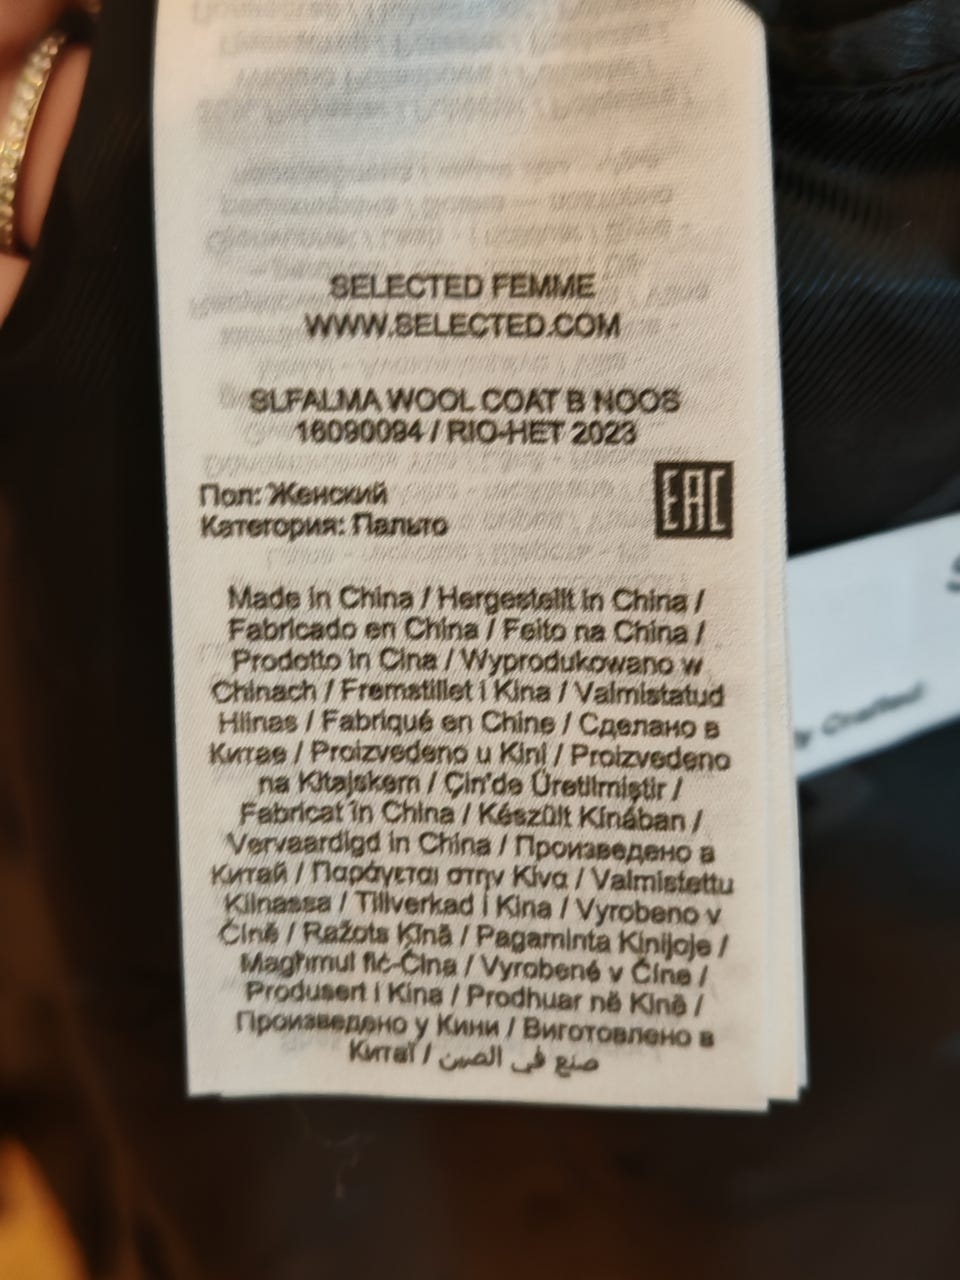 SELECTED FEMME
WWW.SELECTED.COM
SLFALMA WOOL COAT B NOOS
16090094 / RIO-HET 2023
Пол: Женский
Категория: Пальто
EAC
Made in China / Hergestellt in China /
Fabricado en China / Feito na China /
Prodotto in Cina / Wyprodukowano w
Chinach / Fremstillet i Kina / Valmistatud
Hiinas / Fabriqué en Chine / Сделано в
Китае / Proizvedeno u Kini / Proizvedeno
na Kitajskem / Çin'de Üretilmiştir /
Fabricat în China / Készült Kínában /
Vervaardigd in China / Произведено в
Китай / Παράγεται στην Κίνα / Valmistettu
Kiinassa / Tillverkad i Kina / Vyrobeno v
Číně / Ražots Ķīnā / Pagaminta Kinijoje /
Magħmul fiċ-Ċina / Vyrobené v Číne /
Produsert i Kina / Prodhuar në Kinë /
Произведено у Кини / Виготовлено в
Китаї / صنع في الصين
Crafted